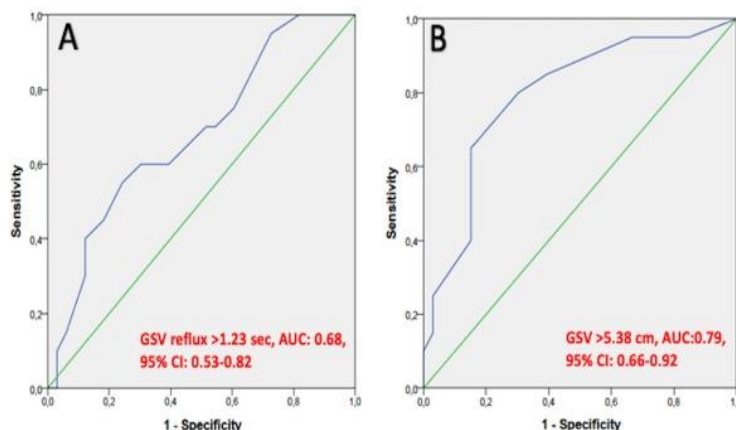 A
Sensitivity
1,0
0,8
0,6
0,4
0,2
0,0
0,0
0,2
0,4
0,6
0,8
1,0
1 - Specificity
GSV reflux >1.23 sec, AUC: 0.68,
95% CI: 0.53-0.82
B
Sensitivity
1,0
0,8
0,6
0,4
0,2
0,0
0,0
0,2
0,4
0,6
0,8
1,0
1 - Specificity
GSV >5.38 cm, AUC:0.79,
95% CI: 0.66-0.92